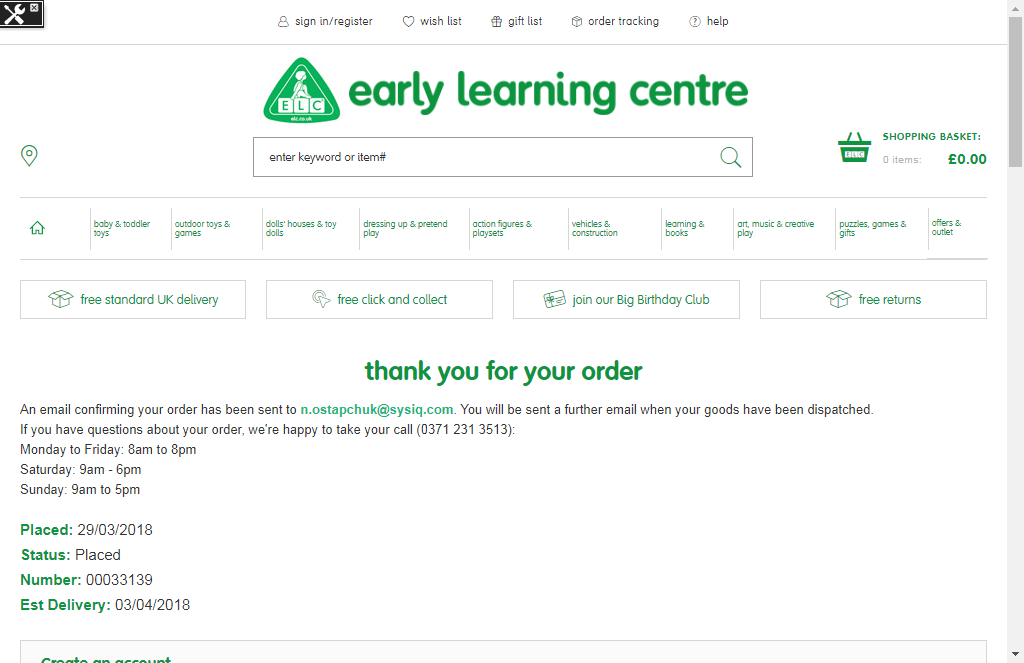 sign in/register
wish list
gift list
order tracking
help
ELC
elc.co.uk
early learning centre
enter keyword or item#
ELC
SHOPPING BASKET:
0 items: £0.00
baby & toddler
toys
outdoor toys &
games
dolls' houses & toy
dolls
dressing up & pretend
play
action figures &
playsets
vehicles &
construction
learning &
books
art, music & creative
play
puzzles, games &
gifts
offers &
outlet
free standard UK delivery
free click and collect
join our Big Birthday Club
free returns
thank you for your order
An email confirming your order has been sent to n.ostapchuk@sysiq.com. You will be sent a further email when your goods have been dispatched.
If you have questions about your order, we're happy to take your call (0371 231 3513):
Monday to Friday: 8am to 8pm
Saturday: 9am - 6pm
Sunday: 9am to 5pm
Placed: 29/03/2018
Status: Placed
Number: 00033139
Est Delivery: 03/04/2018
Create an account